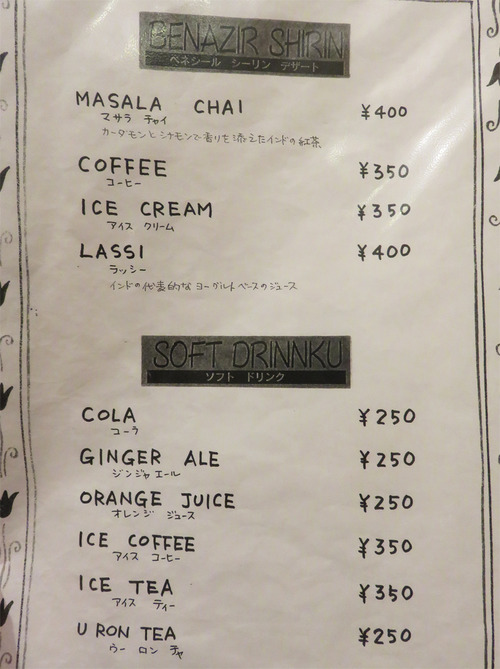 BENAZIR SHIRIN
ベネシール シーリン デザート
MASALA CHAI ¥400
マサラ チャイ
カーダモンとシナモンで香りを添えたインドの紅茶
COFFEE ¥350
コーヒー
ICE CREAM ¥350
アイス クリーム
LASSI ¥400
ラッシー
インドの代表的な ヨーグルトベースのジュース
SOFT DRINNKU
ソフト ドリンク
COLA ¥250
コーラ
GINGER ALE ¥250
ジンジャエール
ORANGE JUICE ¥250
オレンジ ジュース
ICE COFFEE ¥350
アイス コーヒー
ICE TEA ¥350
アイス ティー
U RON TEA ¥250
ウー ロン チャ